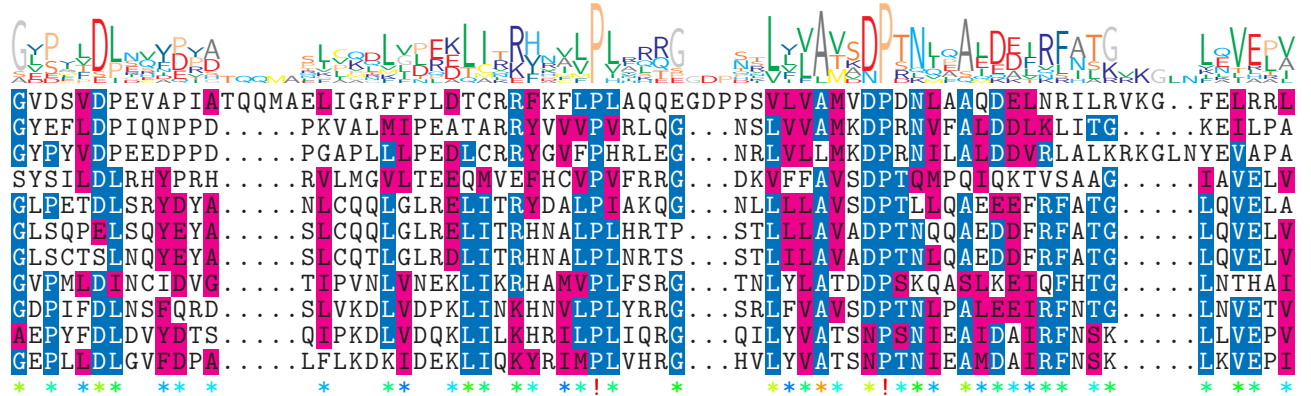 GVDSVDPEVAPIATQQMAELIGRFFPLDTCRRFKFLPLAQQEGDPPSVLVAMVDPDNLAAQDELNRILRVKG..FELRRL
GYEFLDPIQNPPD.....PKVALMIPEATARRYVVVPVRLQG...NSLVVAMKDPRNVFALDDLKLITG.....KEILPA
GYPYVDPEEDPPD.....PGAPLLLPEDLCRRYGVFPHRLEG...NRLVLLMKDPRNILALDDVRLALKRKGLNYEVAPA
SYSILDLRHYPRH.....RVLMGVLTEEQMVEFHCVPVFRRG...DKVFFAVSDPTQMPQIQKTVSAAG.....IAVELV
GLPETDLSRYDYA.....NLCQQLGLRELITRYDALPIAKQG...NLLLLAVSDPTLLQAEEEFRFATG.....LQVELA
GLSQPELSQYEYA.....SLCQQLGLRELITRHNALPLHRTP...STLLLAVADPTNQQAEDDFRFATG.....LQVELV
GLSCTSLNQYEYA.....SLCQTLGLRDLITRHNALPLNRTS...STLILAVADPTNLQAEDDFRFATG.....LQVELV
GVPMLDINCIDVG.....TIPVNLVNEKLIKRHAMVPLFSRG...TNLYLATDDPSKQASLKEIQFHTG.....LNTHAI
GDPIFDLNSFQRD.....SLVKDLVDPKLINKHNVLPLYRRG...SRLFVAVSDPTNLPALEEIRFNTG.....LNVETV
AEPYFDLDVYDTS.....QIPKDLVDQKLILKHRILPLIQRG...QILYVATSNPSNIEAIDAIRFNSK.....LLVEPV
GEPLLDLGVFDPA.....LFLKDKIDEKLIQKYRIMPLVHRG...HVLYVATSNPTNIEAMDAIRFNSK.....LKVEPI